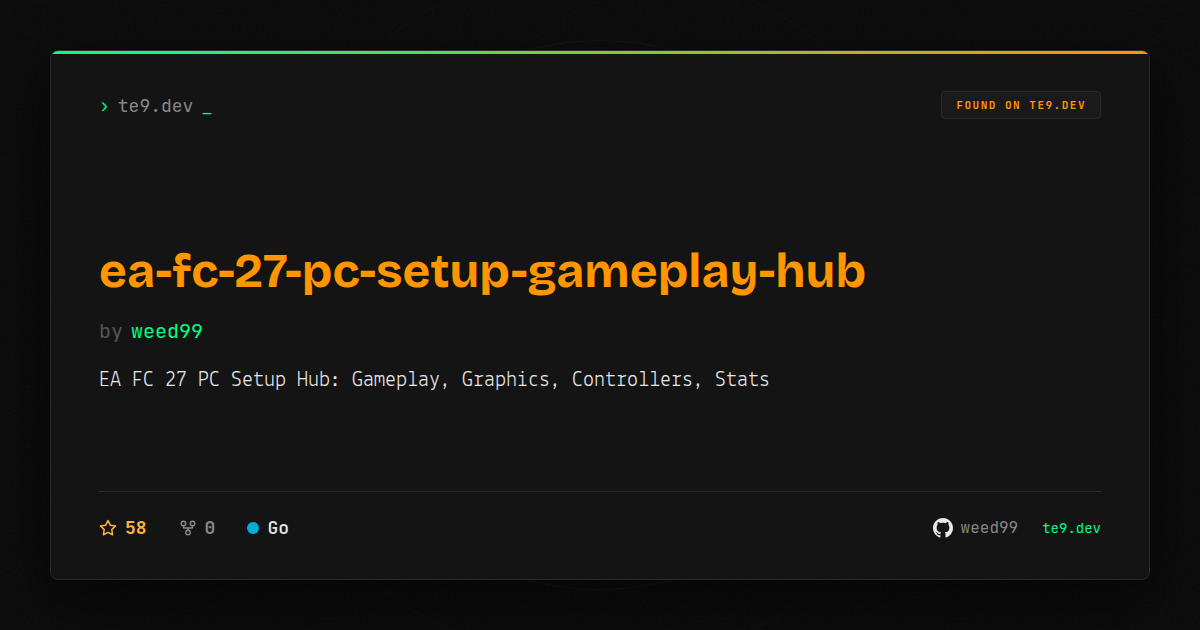 › te9.dev _
FOUND ON TE9.DEV
ea-fc-27-pc-setup-gameplay-hub
by weed99
EA FC 27 PC Setup Hub: Gameplay, Graphics, Controllers, Stats
58 0 Go
weed99 te9.dev